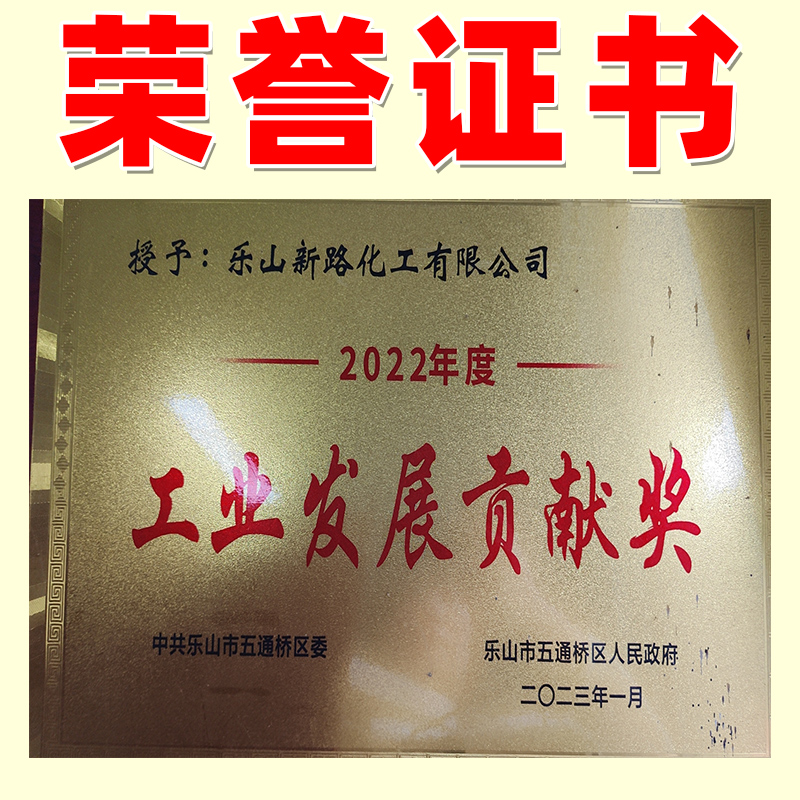 荣誉证书
授予：乐山新路化工有限公司
2022年度
工业发展贡献奖
中共乐山市五通桥区委
乐山市五通桥区人民政府
二〇二三年一月